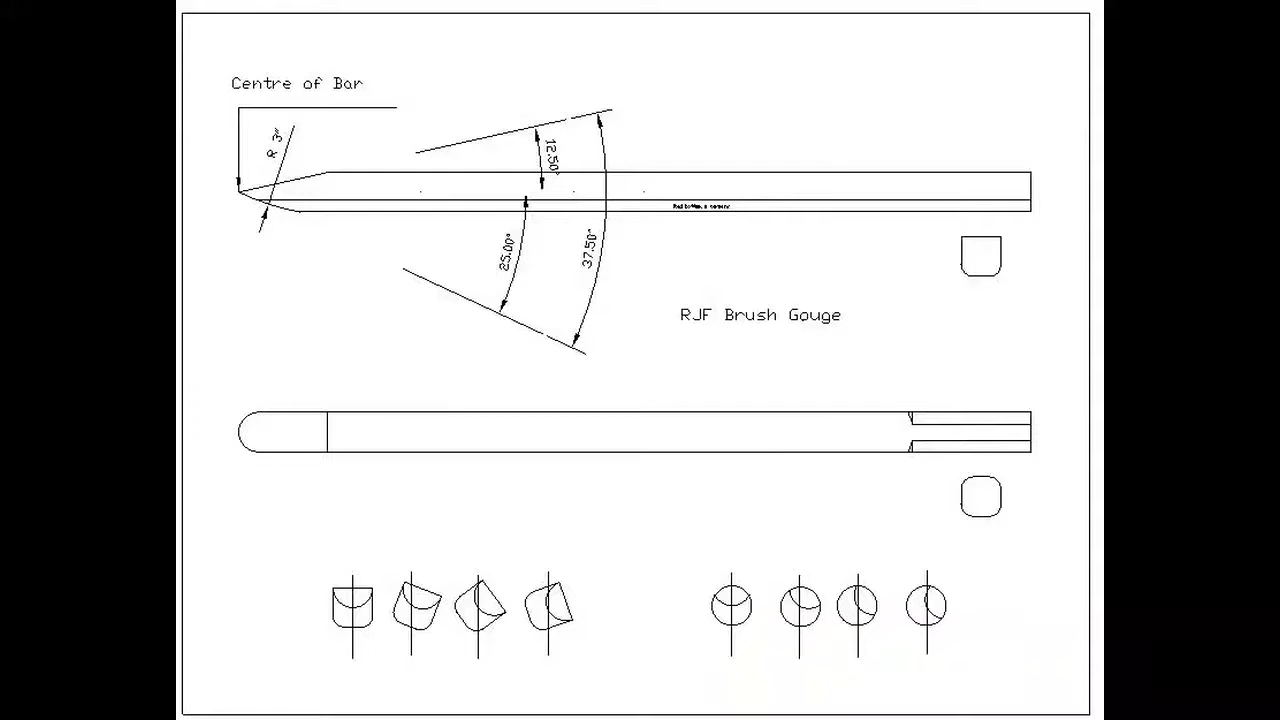 Centre of Bar
R 3"
12.50°
25.00°
37.50°
RJF Brush Gouge